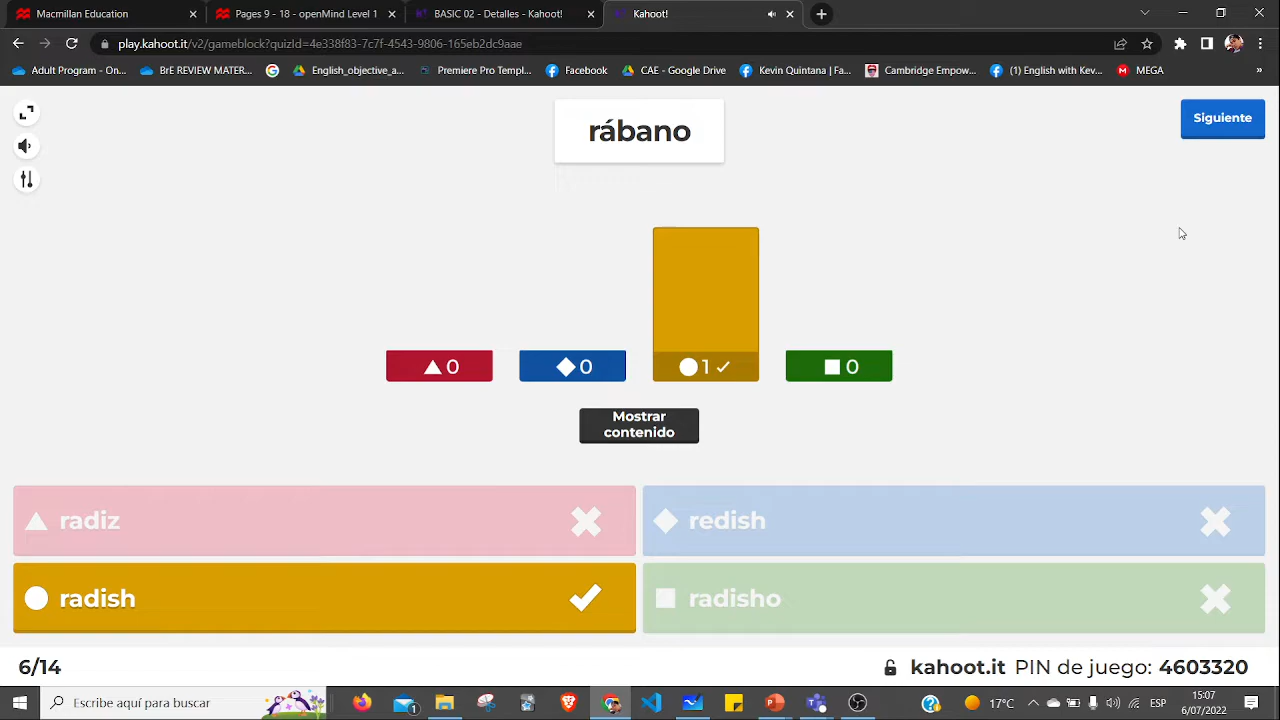 Macmillan Education
Pages 9 - 18 - openMind Level 1
BASIC 02 - Detalles - Kahoot!
Kahoot!
play.kahoot.it/v2/gameblock?quizId=4e338f83-7c7f-4543-9806-165eb2dc9aae
Adult Program - On...
BrE REVIEW MATER...
English_objective_a...
Premiere Pro Templ...
Facebook
CAE - Google Drive
Kevin Quintana | Fa...
Cambridge Empow...
(1) English with Kev...
MEGA
»
rábano
Siguiente
0
0
1
0
Mostrar
contenido
radiz
redish
radish
radisho
6/14
kahoot.it PIN de juego: 4603320
Escribe aquí para buscar
1
17°C
ESP
15:07
6/07/2022